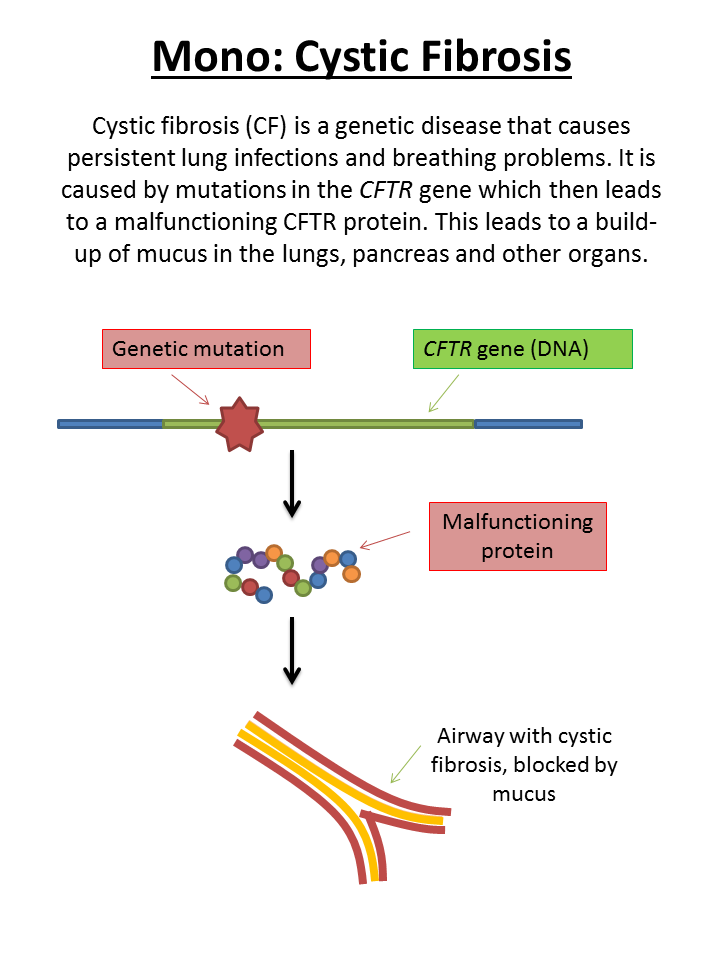 Mono: Cystic Fibrosis
Cystic fibrosis (CF) is a genetic disease that causes
persistent lung infections and breathing problems. It is
caused by mutations in the CFTR gene which then leads
to a malfunctioning CFTR protein. This leads to a build-
up of mucus in the lungs, pancreas and other organs.
Genetic mutation
CFTR gene (DNA)
Malfunctioning
protein
Airway with cystic
fibrosis, blocked by
mucus